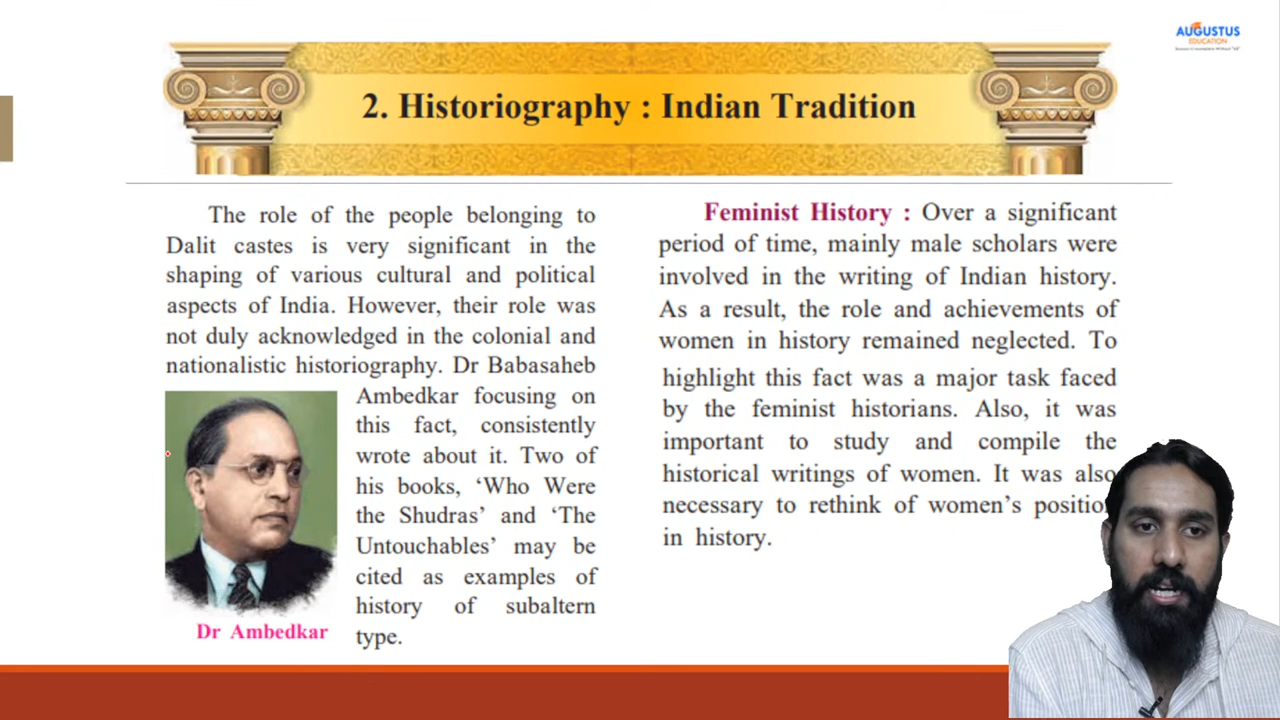 AUGUSTUS
EDUCATION
2. Historiography : Indian Tradition
The role of the people belonging to
Dalit castes is very significant in the
shaping of various cultural and political
aspects of India. However, their role was
not duly acknowledged in the colonial and
nationalistic historiography. Dr Babasaheb
Ambedkar focusing on
this fact, consistently
wrote about it. Two of
his books, ‘Who Were
the Shudras’ and ‘The
Untouchables’ may be
cited as examples of
history of subaltern
type.
Dr Ambedkar
Feminist History : Over a significant
period of time, mainly male scholars were
involved in the writing of Indian history.
As a result, the role and achievements of
women in history remained neglected. To
highlight this fact was a major task faced
by the feminist historians. Also, it was
important to study and compile the
historical writings of women. It was also
necessary to rethink of women’s position
in history.